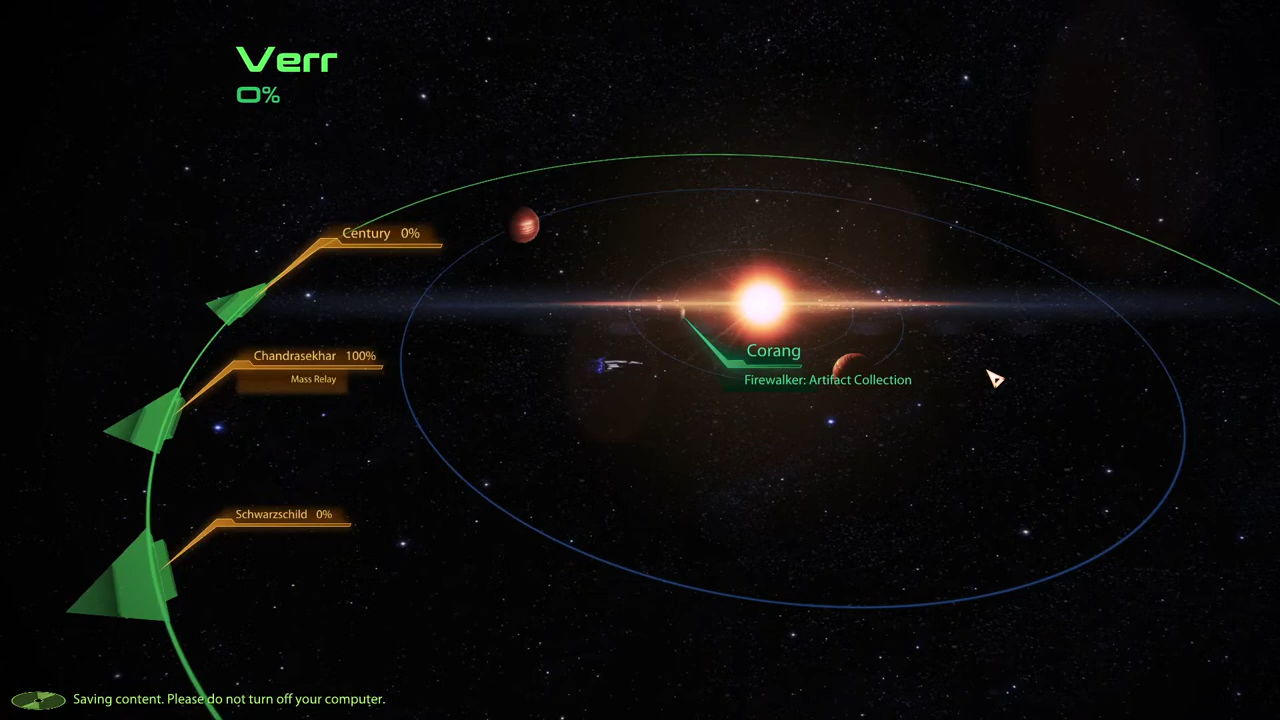 Verr
0%
Century 0%
Chandrasekhar 100%
Mass Relay
Corang
Firewalker: Artifact Collection
Schwarzschild 0%
Saving content. Please do not turn off your computer.